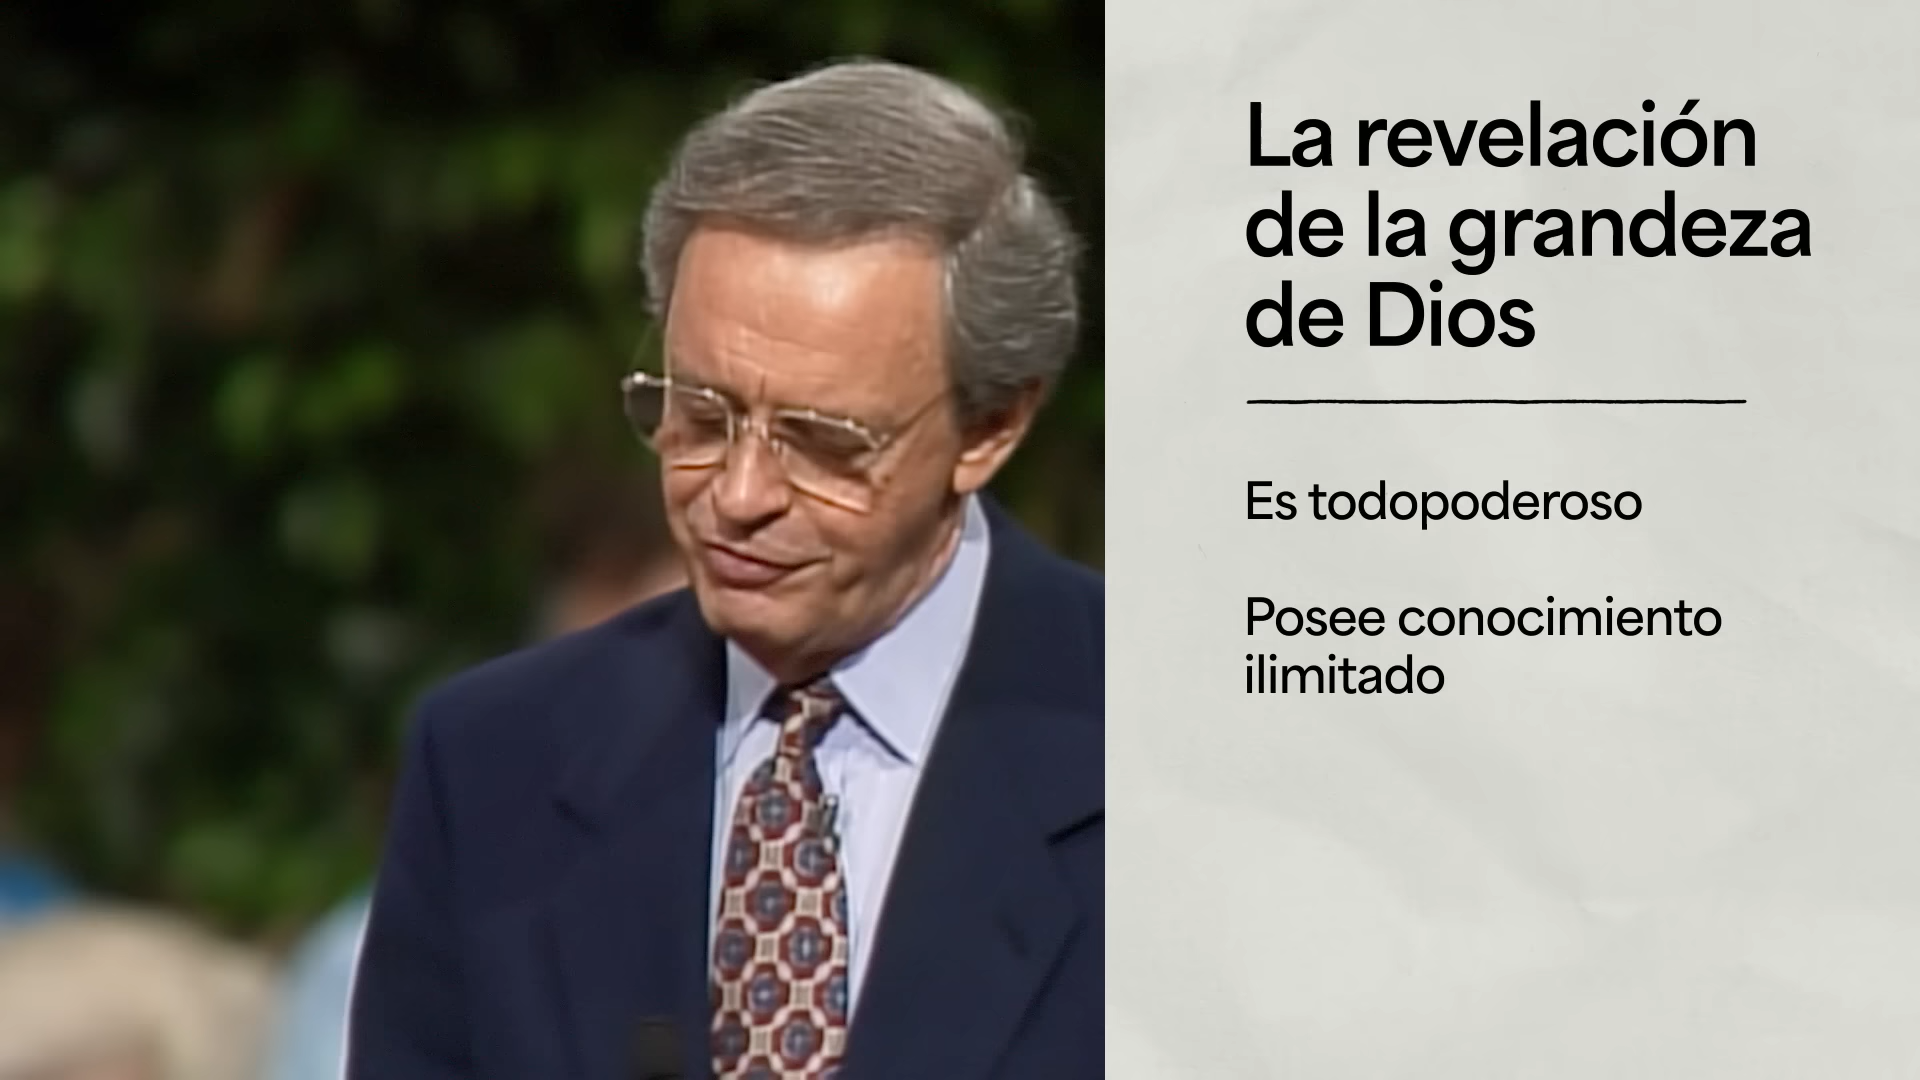 La revelación
de la grandeza
de Dios
Es todopoderoso
Posee conocimiento
ilimitado